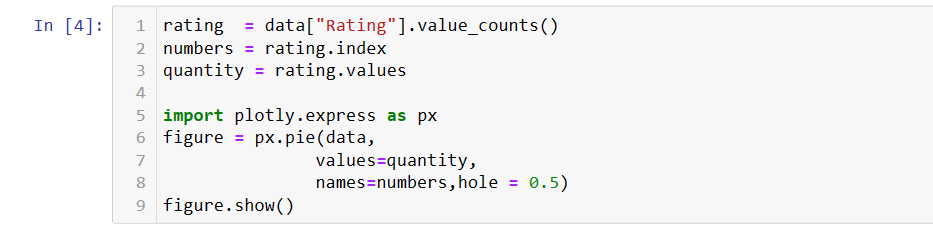 In [4]:
1 rating  = data["Rating"].value_counts()
2 numbers = rating.index
3 quantity = rating.values
4
5 import plotly.express as px
6 figure = px.pie(data,
7                values=quantity,
8                names=numbers,hole = 0.5)
9 figure.show()